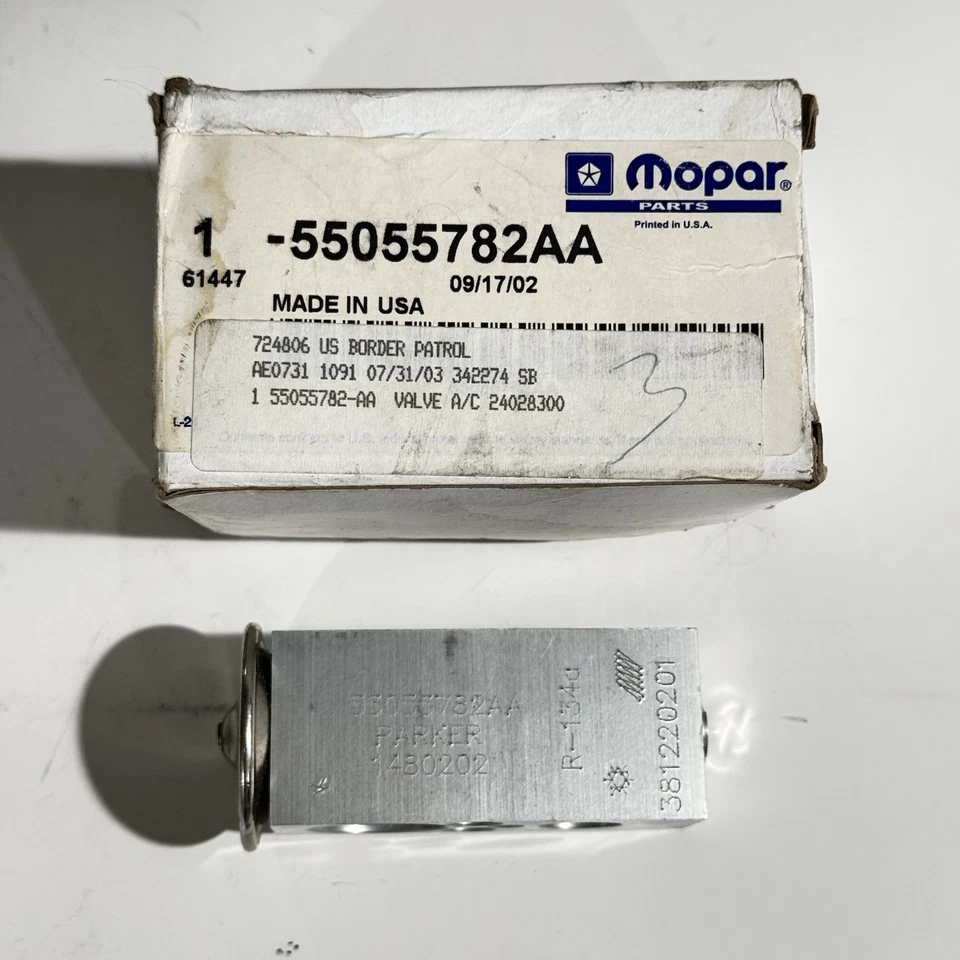 Mopar®
PARTS
Printed in U.S.A.
1 -55055782AA
61447 09/17/02
MADE IN USA
724806 US BORDER PATROL
AE0731 1091 07/31/03 342274 SB
1 55055782-AA VALVE A/C 24028300
3
L-2
55055782AA
PARKER
1480202
R-134a
381220201